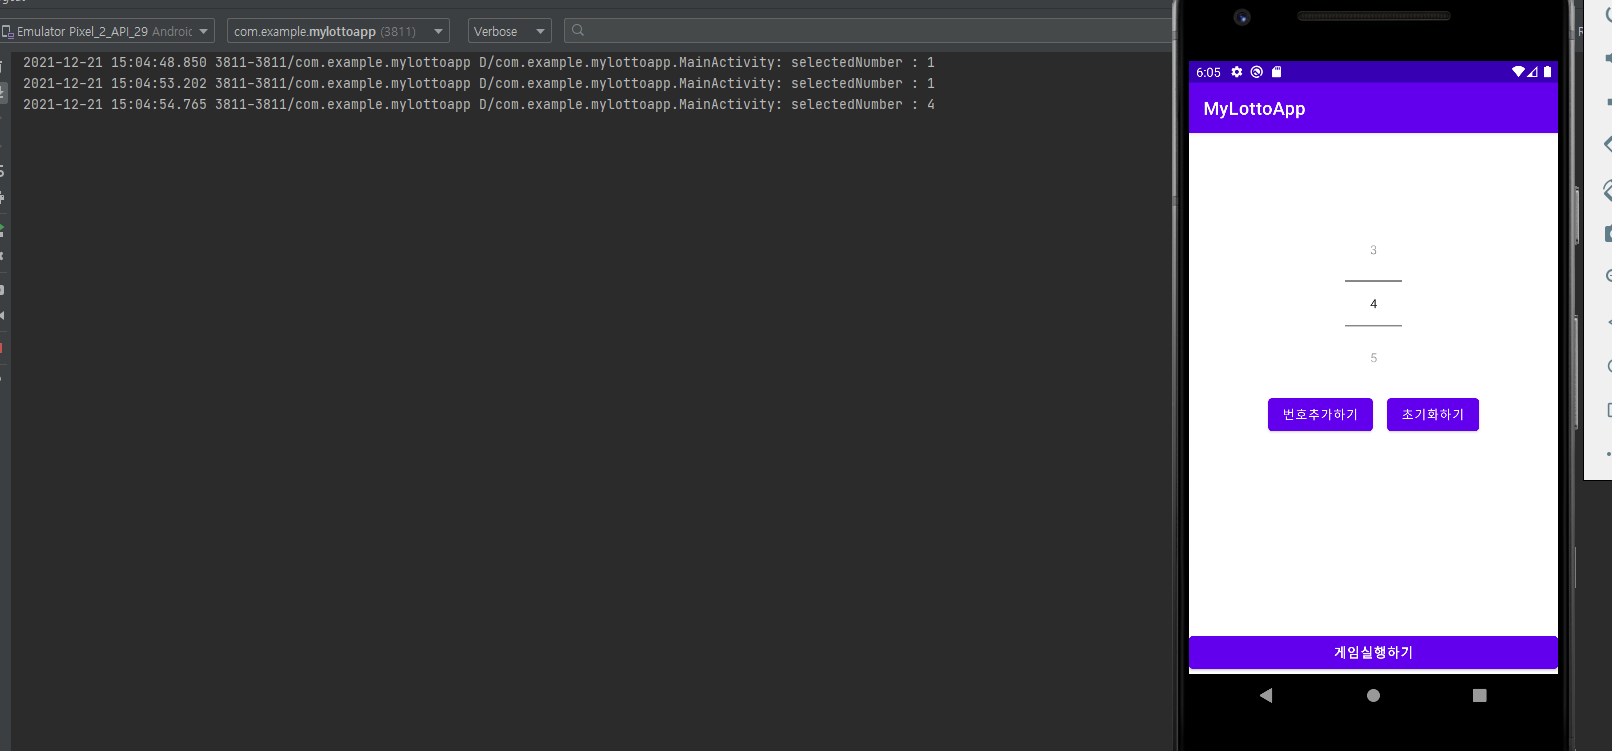 Emulator Pixel_2_API_29 Androic com.example.mylottoapp (3811) Verbose
2021-12-21 15:04:48.850 3811-3811/com.example.mylottoapp D/com.example.mylottoapp.MainActivity: selectedNumber : 1
2021-12-21 15:04:53.202 3811-3811/com.example.mylottoapp D/com.example.mylottoapp.MainActivity: selectedNumber : 1
2021-12-21 15:04:54.765 3811-3811/com.example.mylottoapp D/com.example.mylottoapp.MainActivity: selectedNumber : 4
6:05
MyLottoApp
3
4
5
번호추가하기 초기화하기
게임실행하기